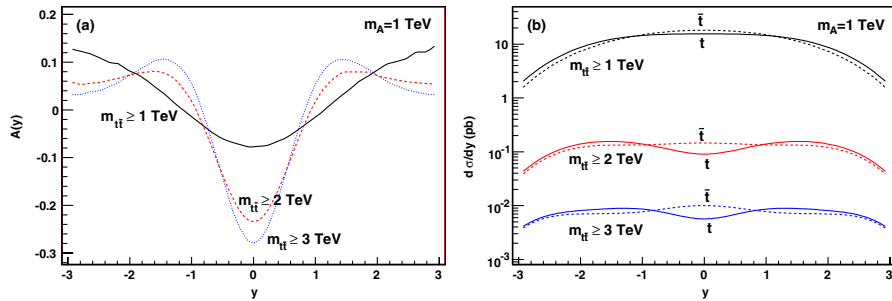 (a)
m_A=1 TeV
0.2
0.1
0
-0.1
-0.2
-0.3
A(y)
m_tt̄ ≥ 1 TeV
m_tt̄ ≥ 2 TeV
m_tt̄ ≥ 3 TeV
-3 -2 -1 0 1 2 3
y
(b)
m_A=1 TeV
10²
10
1
10⁻¹
10⁻²
10⁻³
d σ/dy (pb)
t̄
t
m_tt̄ ≥ 1 TeV
t̄
t
m_tt̄ ≥ 2 TeV
t̄
t
m_tt̄ ≥ 3 TeV
-3 -2 -1 0 1 2 3
y